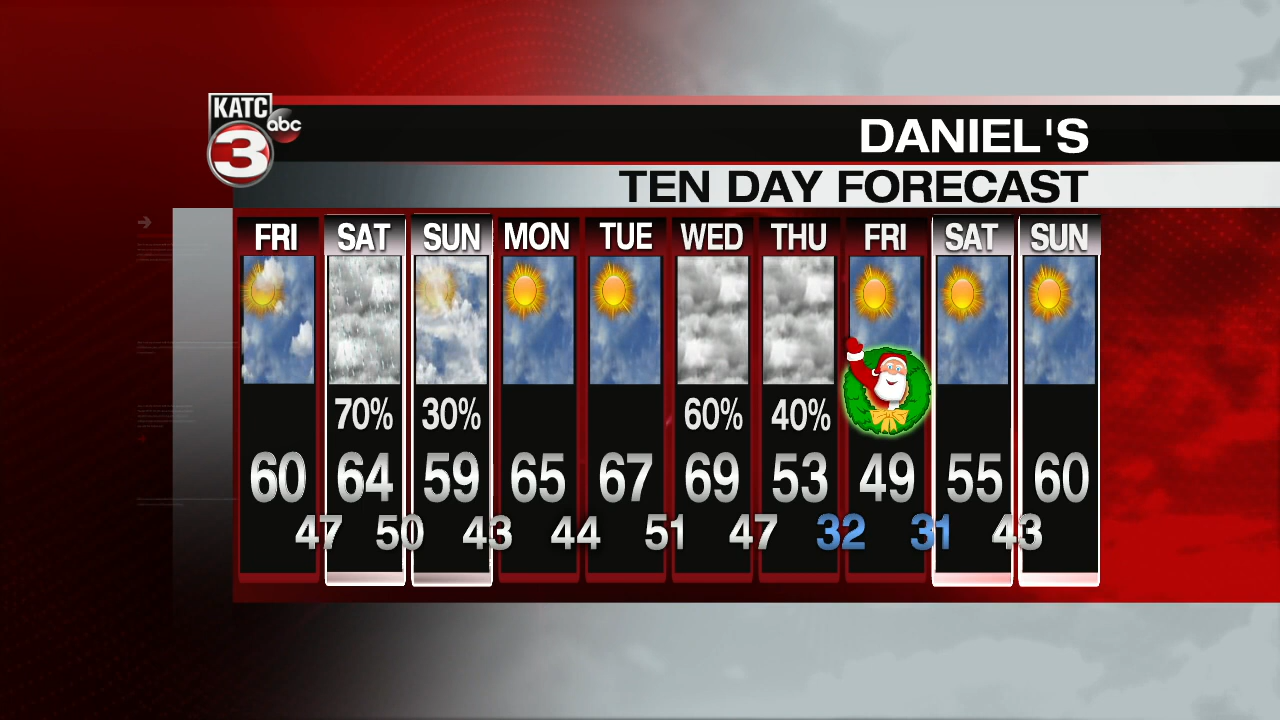 KATC
abc
3
DANIEL'S
TEN DAY FORECAST
FRI SAT SUN MON TUE WED THU FRI SAT SUN
70% 30% 60% 40%
60 64 59 65 67 69 53 49 55 60
47 50 43 44 51 47 32 31 43